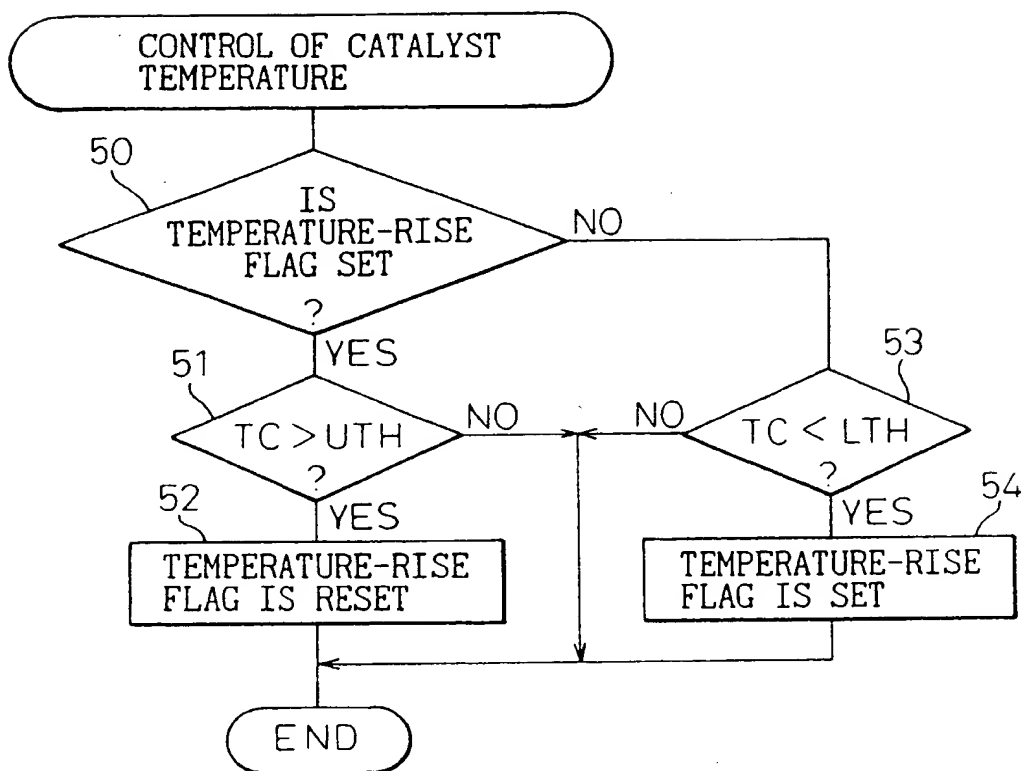 CONTROL OF CATALYST
TEMPERATURE
50
IS
TEMPERATURE-RISE
FLAG SET
?
NO
YES
51
TC > UTH
?
NO
YES
52
TEMPERATURE-RISE
FLAG IS RESET
53
TC < LTH
?
NO
YES
54
TEMPERATURE-RISE
FLAG IS SET
END